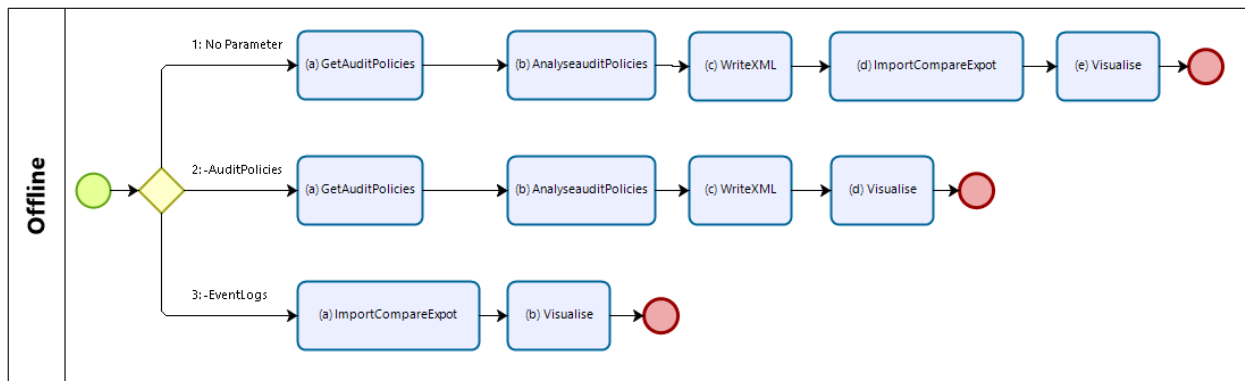 Offline
1: No Parameter
(a) GetAuditPolicies
(b) AnalyseauditPolicies
(c) WriteXML
(d) ImportCompareExpot
(e) Visualise
2: -AuditPolicies
(a) GetAuditPolicies
(b) AnalyseauditPolicies
(c) WriteXML
(d) Visualise
3: -EventLogs
(a) ImportCompareExpot
(b) Visualise